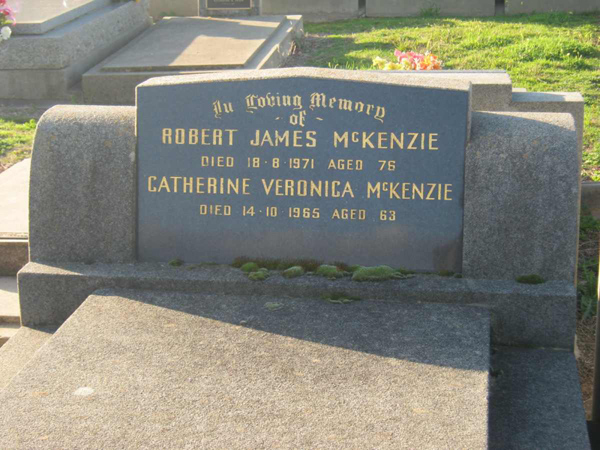 In Loving Memory
- of -
ROBERT JAMES McKENZIE
DIED 18·8·1971 AGED 76
CATHERINE VERONICA McKENZIE
DIED 14·10·1965 AGED 63